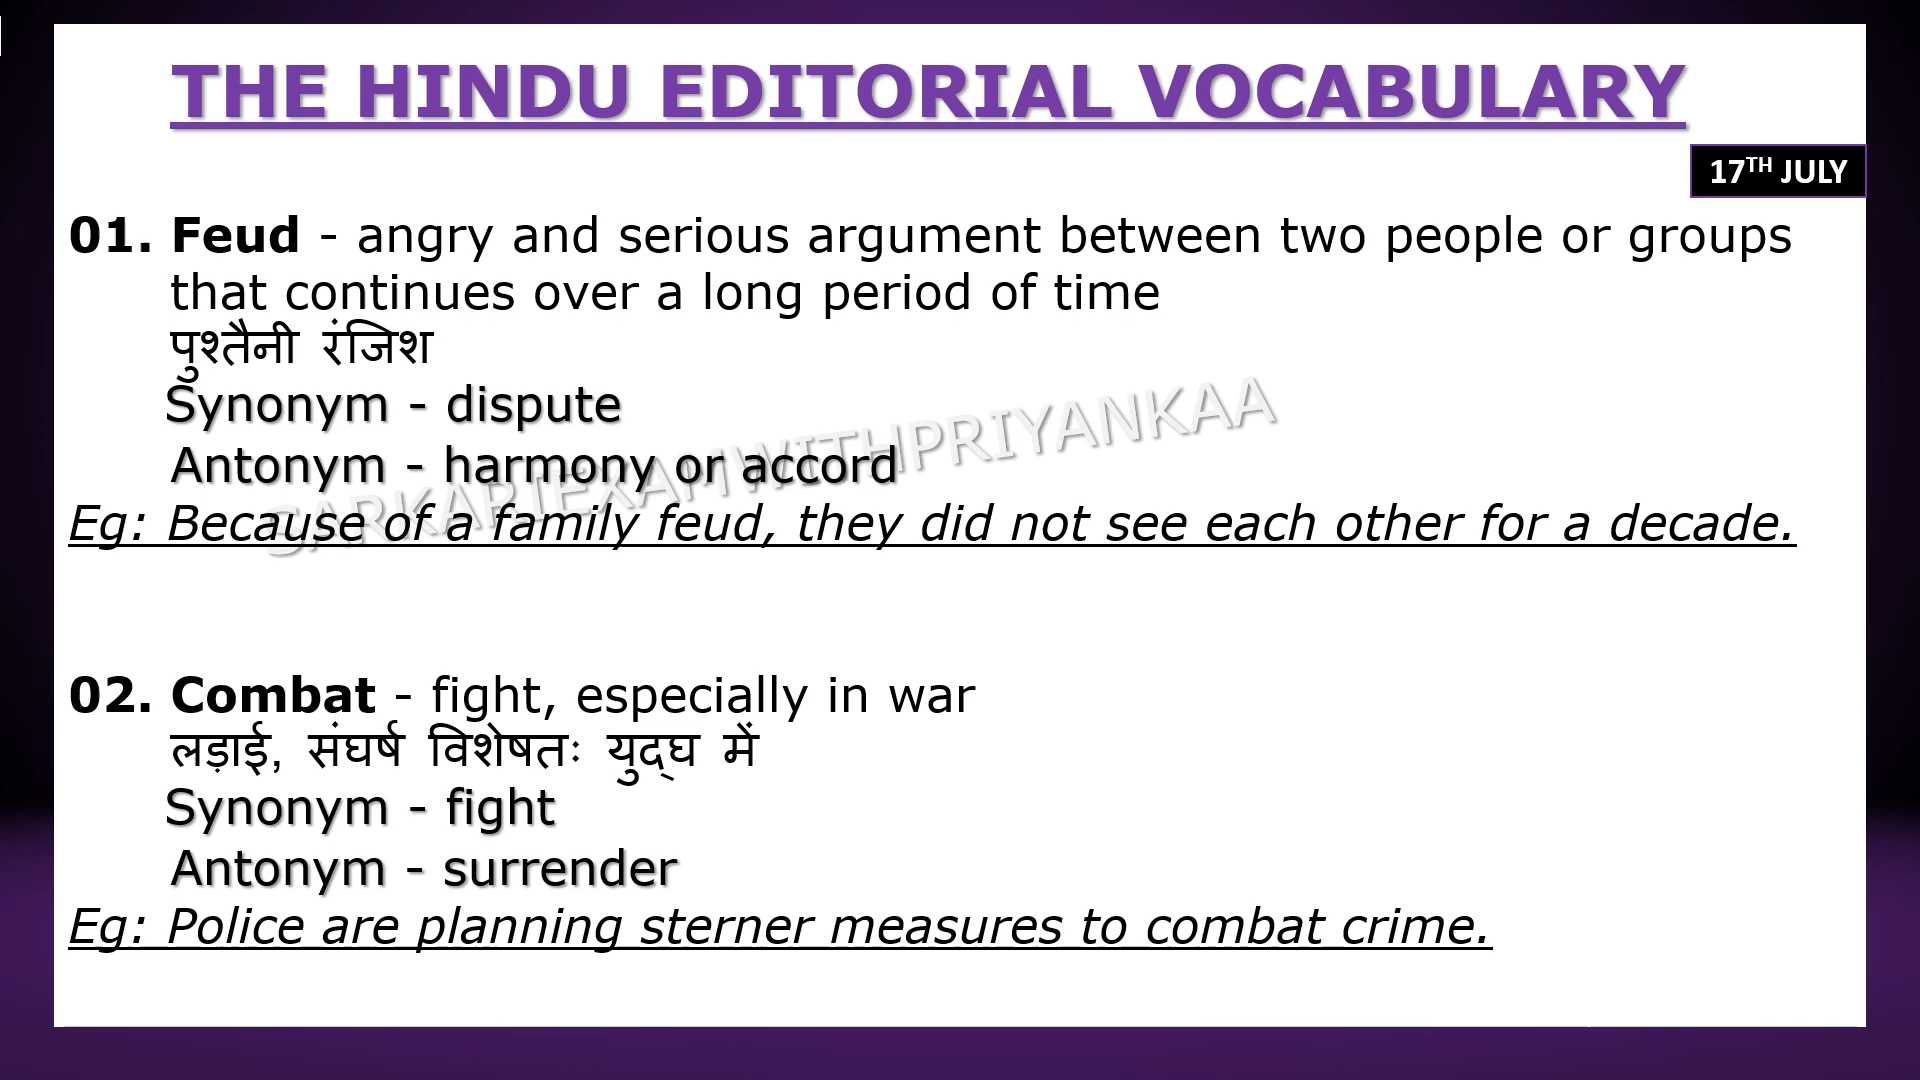 THE HINDU EDITORIAL VOCABULARY
17TH JULY
01. Feud - angry and serious argument between two people or groups
that continues over a long period of time
पुश्तैनी रंजिश
Synonym - dispute
Antonym - harmony or accord
SARKARIEXAMWITHPRIYANKAA
Eg: Because of a family feud, they did not see each other for a decade.
02. Combat - fight, especially in war
लड़ाई, संघर्ष विशेषतः युद्घ में
Synonym - fight
Antonym - surrender
Eg: Police are planning sterner measures to combat crime.